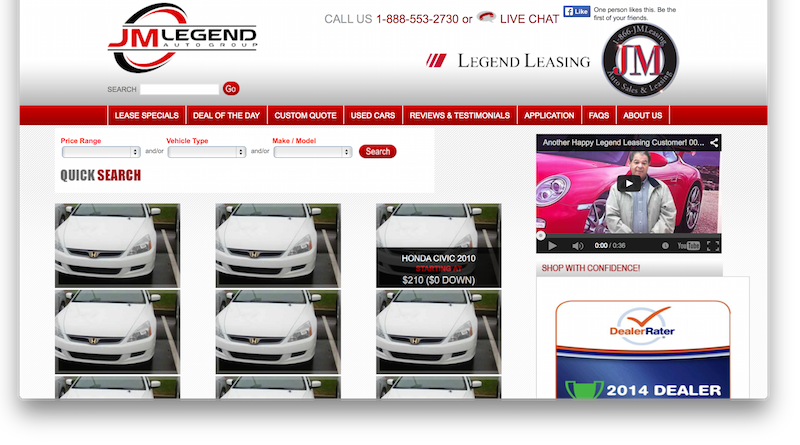 JMLEGEND
AUTO GROUP
CALL US 1-888-553-2730 or LIVE CHAT
Like One person likes this. Be the
first of your friends.
LEGEND LEASING
1-866-JMLeasing
JM
Auto Sales & Leasing
SEARCH Go
LEASE SPECIALS DEAL OF THE DAY CUSTOM QUOTE USED CARS REVIEWS & TESTIMONIALS APPLICATION FAQS ABOUT US
Price Range Vehicle Type Make / Model
and/or and/or Search
QUICK SEARCH
Another Happy Legend Leasing Customer! 00...
0:00 / 0:36 YouTube
HONDA CIVIC 2010
STARTING AT
$210 ($0 DOWN)
SHOP WITH CONFIDENCE!
DealerRater
2014 DEALER